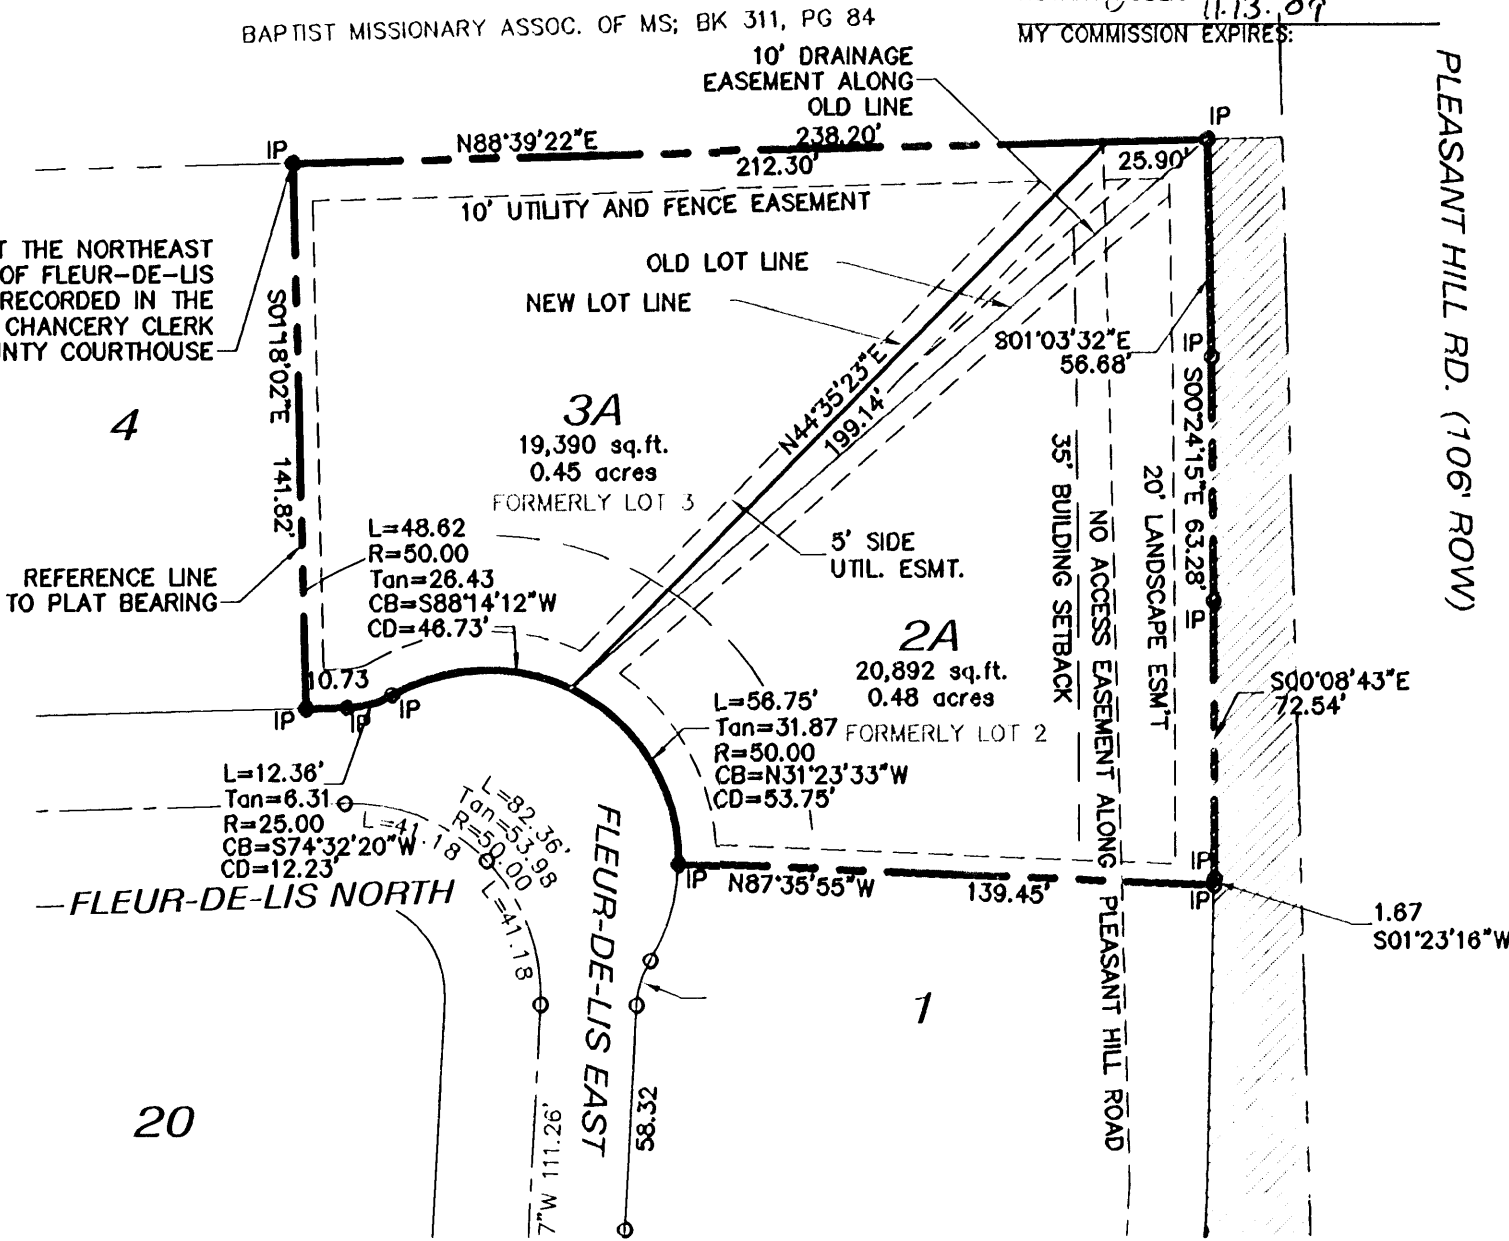 BAPTIST MISSIONARY ASSOC. OF MS; BK 311, PG 84
11.13.09
MY COMMISSION EXPIRES:
10' DRAINAGE
EASEMENT ALONG
OLD LINE
IP
IP
N88°39'22"E
238.20'
212.30'
25.90'
10' UTILITY AND FENCE EASEMENT
PLEASANT HILL RD. (106' ROW)
T THE NORTHEAST
OF FLEUR-DE-LIS
RECORDED IN THE
CHANCERY CLERK
NTY COURTHOUSE
OLD LOT LINE
NEW LOT LINE
S01°18'02"E 141.82'
S01°03'32"E
56.68'
IP
N44°35'23"E
199.14'
4
3A
19,390 sq.ft.
0.45 acres
FORMERLY LOT 3
S00°24'15"E 63.28'
35' BUILDING SETBACK
NO ACCESS EASEMENT ALONG PLEASANT HILL ROAD
20' LANDSCAPE ESM'T
L=48.62
R=50.00
Tan=26.43
CB=S88°14'12"W
CD=46.73'
5' SIDE
UTIL. ESMT.
REFERENCE LINE
TO PLAT BEARING
IP
2A
20,892 sq.ft.
0.48 acres
FORMERLY LOT 2
10.73
IP
IP
IP
S00°08'43"E
72.54'
L=56.75'
Tan=31.87
R=50.00
CB=N31°23'33"W
CD=53.75'
L=12.36'
Tan=6.31
R=25.00
CB=S74°32'20"W
CD=12.23'
L=41.18
L=82.36'
Tan=53.98
R=50.00
L=41.18
IP
IP
N87°35'55"W
139.45'
IP
FLEUR-DE-LIS NORTH
FLEUR-DE-LIS EAST
1.67
S01°23'16"W
1
20
7"W 111.26'
58.32